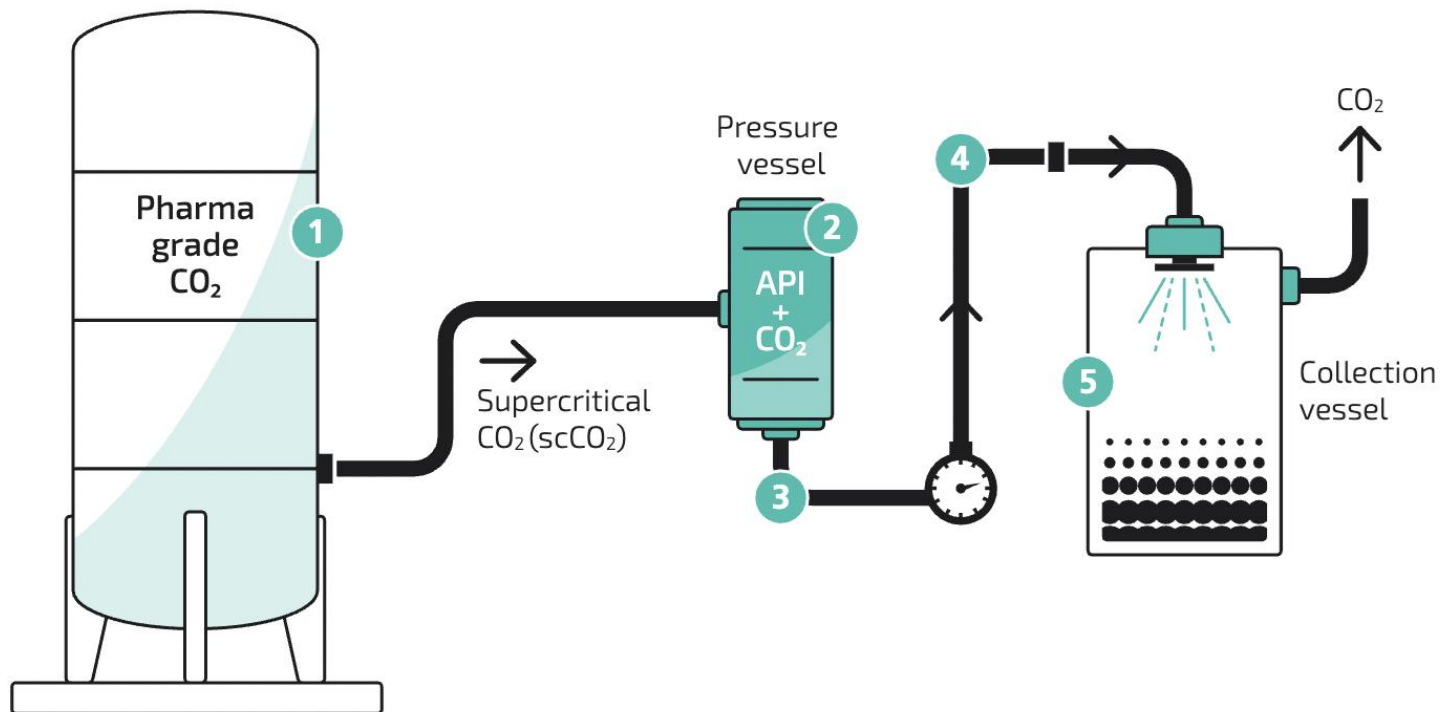 Pharma
grade
CO₂
1
Supercritical
CO₂ (scCO₂)
Pressure
vessel
2
API
+
CO₂
3
4
CO₂
5
Collection
vessel